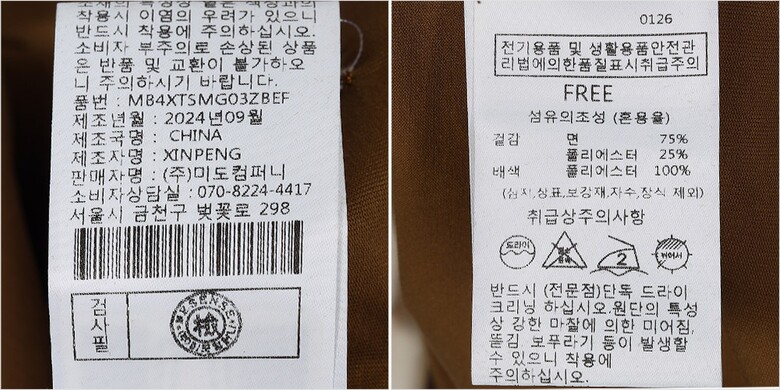 착용시 이염의 우려가 있으니
반드시 착용에 주의하십시오.
소비자 부주의로 손상된 상품
은 반품 및 교환이 불가하오
니 주의하시기 바랍니다.
품번 : MB4XTSMG03ZBEF
제조년월 : 2024년09월
제조국명 : CHINA
제조자명 : XINPENG
판매자명 : (주)미도컴퍼니
소비자상담실 : 070-8224-4417
서울시 금천구 벚꽃로 298
검사필
0126
전기용품 및 생활용품안전관
리법에의한품질표시취급주의
FREE
섬유의조성 (혼용율)
겉감 면 75%
폴리에스터 25%
배색 폴리에스터 100%
(심지,상표,보강재,자수,장식 제외)
취급상주의사항
드라이
2
반드시 (전문점)단독 드라이
크리닝 하십시오.원단의 특성
상 강한 마찰에 의한 미어짐,
뜯김, 보푸라기 등이 발생할
수 있으니 착용에
주의하십시오.